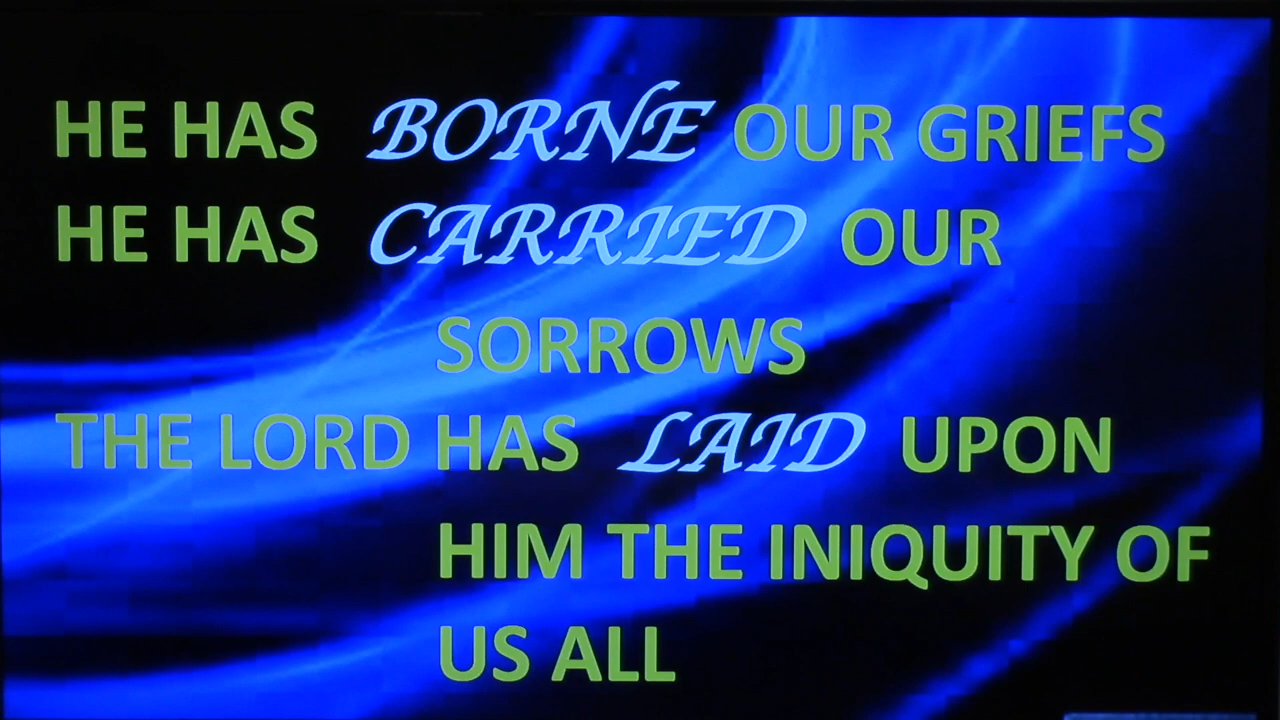 HE HAS BORNE OUR GRIEFS
HE HAS CARRIED OUR
SORROWS
THE LORD HAS LAID UPON
HIM THE INIQUITY OF
US ALL